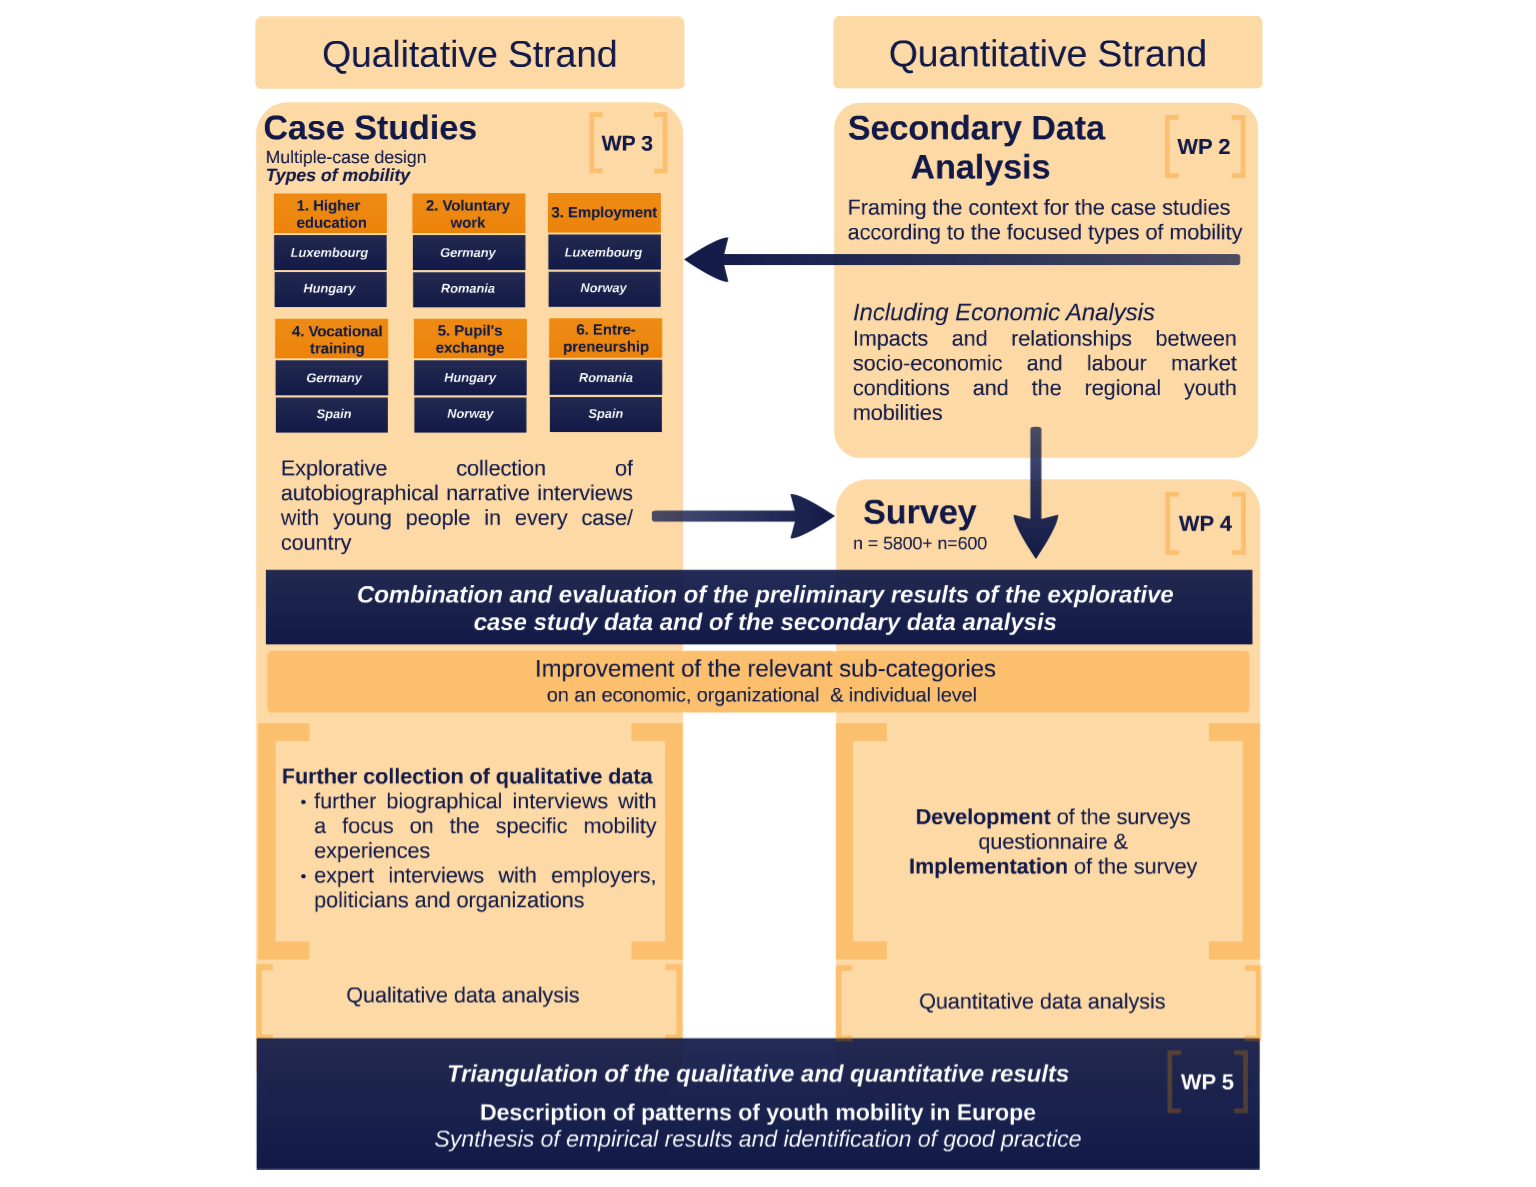 Qualitative Strand
Quantitative Strand
Case Studies
WP 3
Multiple-case design
Types of mobility
1. Higher
education
Luxembourg
Hungary
2. Voluntary
work
Germany
Romania
3. Employment
Luxembourg
Norway
4. Vocational
training
Germany
Spain
5. Pupil's
exchange
Hungary
Norway
6. Entre-
preneurship
Romania
Spain
Explorative collection of
autobiographical narrative interviews
with young people in every case/
country
Secondary Data
Analysis
WP 2
Framing the context for the case studies
according to the focused types of mobility
Including Economic Analysis
Impacts and relationships between
socio-economic and labour market
conditions and the regional youth
mobilities
Survey
n = 5800+ n=600
WP 4
Combination and evaluation of the preliminary results of the explorative
case study data and of the secondary data analysis
Improvement of the relevant sub-categories
on an economic, organizational & individual level
Further collection of qualitative data
• further biographical interviews with
a focus on the specific mobility
experiences
• expert interviews with employers,
politicians and organizations
Development of the surveys
questionnaire &
Implementation of the survey
Qualitative data analysis
Quantitative data analysis
Triangulation of the qualitative and quantitative results
WP 5
Description of patterns of youth mobility in Europe
Synthesis of empirical results and identification of good practice